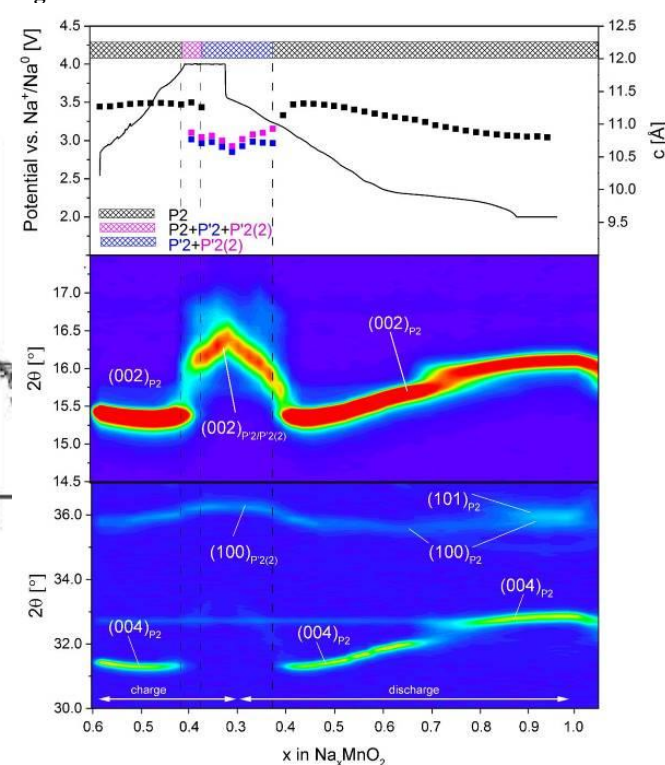 4.5
4.0
3.5
3.0
2.5
2.0
Potential vs. Na⁺/Na⁰ [V]
12.5
12.0
11.5
11.0
10.5
10.0
9.5
c [Å]
P2
P2+P'2+P'2(2)
P'2+P'2(2)
17.0
16.5
16.0
15.5
15.0
14.5
2θ [°]
(002)P2
(002)P'2/P'2(2)
(002)P2
36.0
34.0
32.0
30.0
2θ [°]
(101)P2
(100)P'2(2)
(100)P2
(004)P2
(004)P2
(004)P2
charge
discharge
0.6 0.5 0.4 0.3 0.4 0.5 0.6 0.7 0.8 0.9 1.0
x in NaₓMnO₂